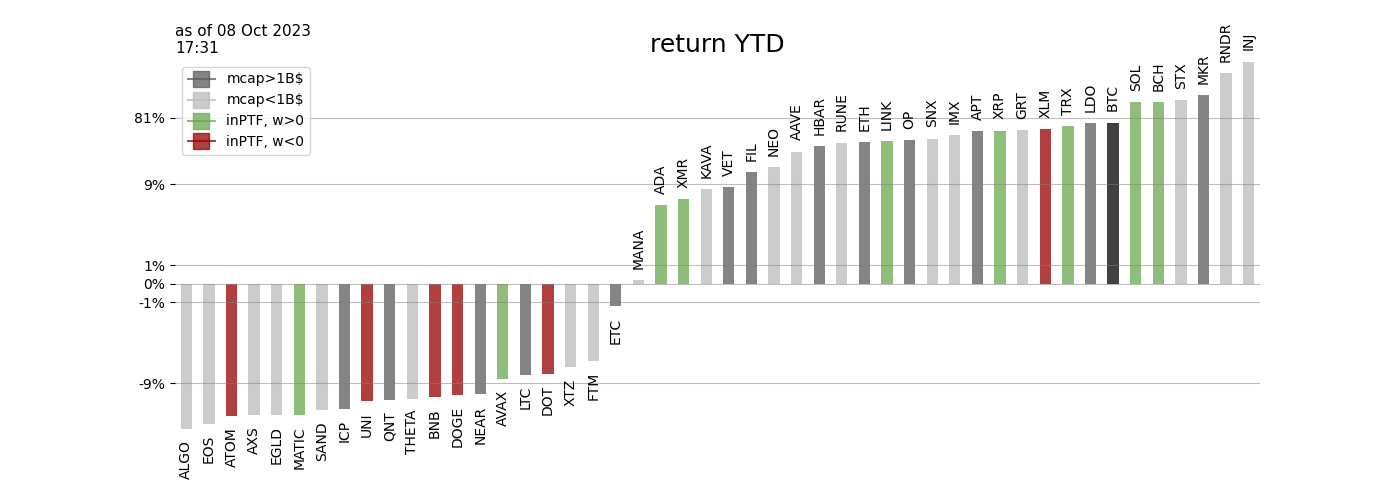 as of 08 Oct 2023
17:31
return YTD
mcap>1B$
mcap<1B$
inPTF, w>0
inPTF, w<0
81%
9%
1%
0%
-1%
-9%
ALGO
EOS
ATOM
AXS
EGLD
MATIC
SAND
ICP
UNI
QNT
THETA
BNB
DOGE
NEAR
AVAX
LTC
DOT
XTZ
FTM
ETC
MANA
ADA
XMR
KAVA
VET
FIL
NEO
AAVE
HBAR
RUNE
ETH
LINK
OP
SNX
IMX
APT
XRP
GRT
XLM
TRX
LDO
BTC
SOL
BCH
STX
MKR
RNDR
INJ